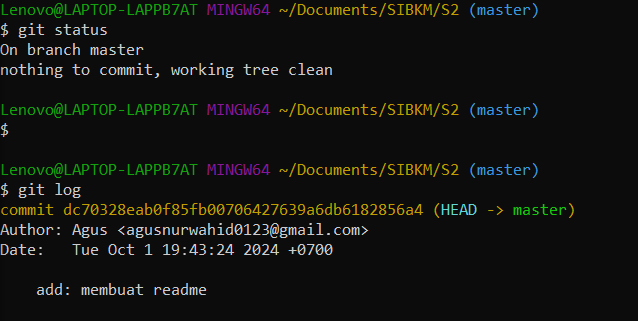 Lenovo@LAPTOP-LAPPB7AT MINGW64 ~/Documents/SIBKM/S2 (master)
$ git status
On branch master
nothing to commit, working tree clean
Lenovo@LAPTOP-LAPPB7AT MINGW64 ~/Documents/SIBKM/S2 (master)
$
Lenovo@LAPTOP-LAPPB7AT MINGW64 ~/Documents/SIBKM/S2 (master)
$ git log
commit dc70328eab0f85fb00706427639a6db6182856a4 (HEAD -> master)
Author: Agus <agusnurwahid0123@gmail.com>
Date:   Tue Oct 1 19:43:24 2024 +0700
    add: membuat readme